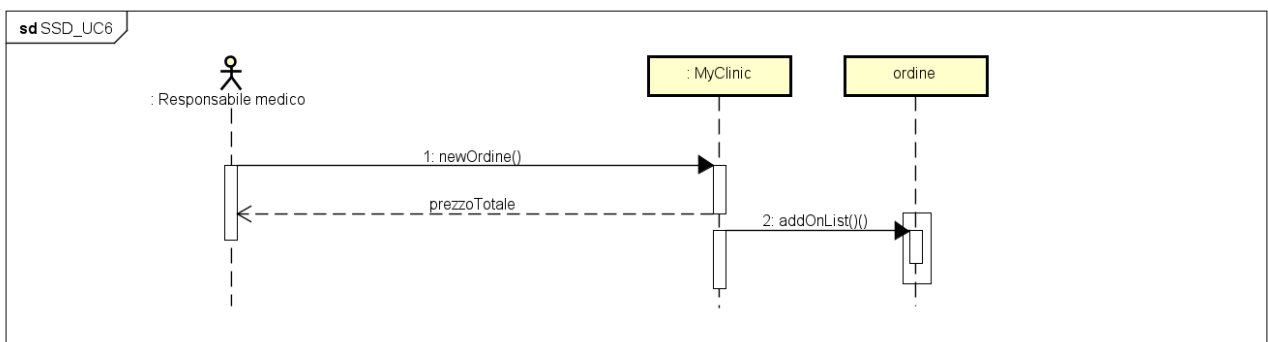 sd SSD_UC6
: Responsabile medico
: MyClinic
ordine
1: newOrdine()
prezzoTotale
2: addOnList()()